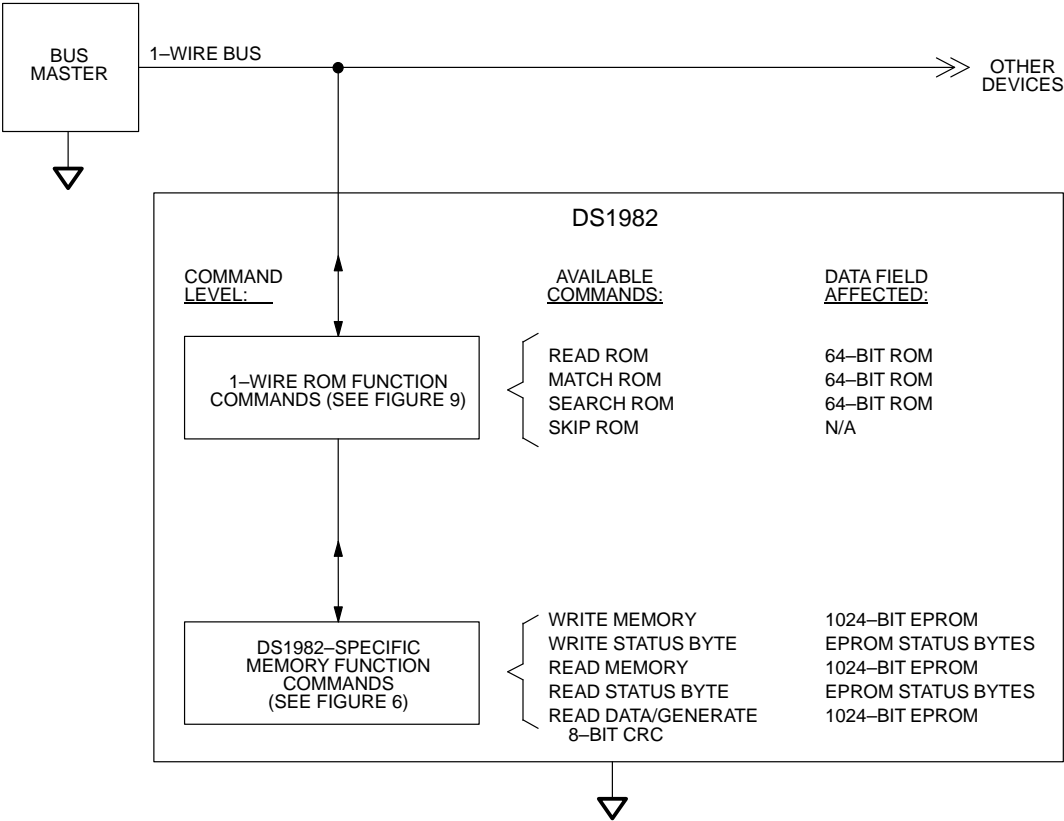 BUS
MASTER
1–WIRE BUS
OTHER
DEVICES
DS1982
COMMAND
LEVEL:
AVAILABLE
COMMANDS:
DATA FIELD
AFFECTED:
1–WIRE ROM FUNCTION
COMMANDS (SEE FIGURE 9)
READ ROM 64–BIT ROM
MATCH ROM 64–BIT ROM
SEARCH ROM 64–BIT ROM
SKIP ROM N/A
DS1982–SPECIFIC
MEMORY FUNCTION
COMMANDS
(SEE FIGURE 6)
WRITE MEMORY 1024–BIT EPROM
WRITE STATUS BYTE EPROM STATUS BYTES
READ MEMORY 1024–BIT EPROM
READ STATUS BYTE EPROM STATUS BYTES
READ DATA/GENERATE 1024–BIT EPROM
8–BIT CRC